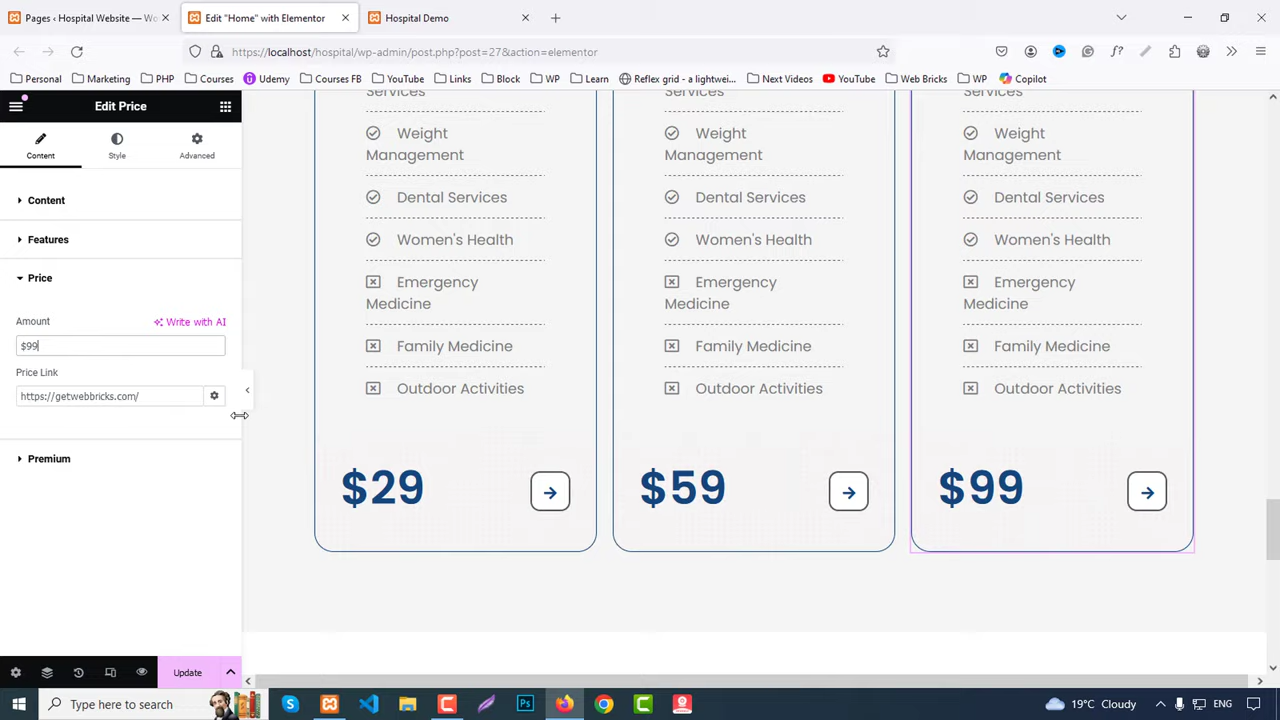 Pages ‹ Hospital Website — Wo
Edit "Home" with Elementor
Hospital Demo
https://localhost/hospital/wp-admin/post.php?post=27&action=elementor
Personal
Marketing
PHP
Courses
Udemy
Courses FB
YouTube
Links
Block
WP
Learn
Reflex grid - a lightwei...
Next Videos
YouTube
Web Bricks
WP
Copilot
Edit Price
Content
Style
Advanced
Content
Features
Price
Amount
Write with AI
$99
Price Link
https://getwebbricks.com/
Premium
Update
Services
Weight
Management
Dental Services
Women's Health
Emergency
Medicine
Family Medicine
Outdoor Activities
$29
Services
Weight
Management
Dental Services
Women's Health
Emergency
Medicine
Family Medicine
Outdoor Activities
$59
Services
Weight
Management
Dental Services
Women's Health
Emergency
Medicine
Family Medicine
Outdoor Activities
$99
Type here to search
19°C Cloudy
ENG